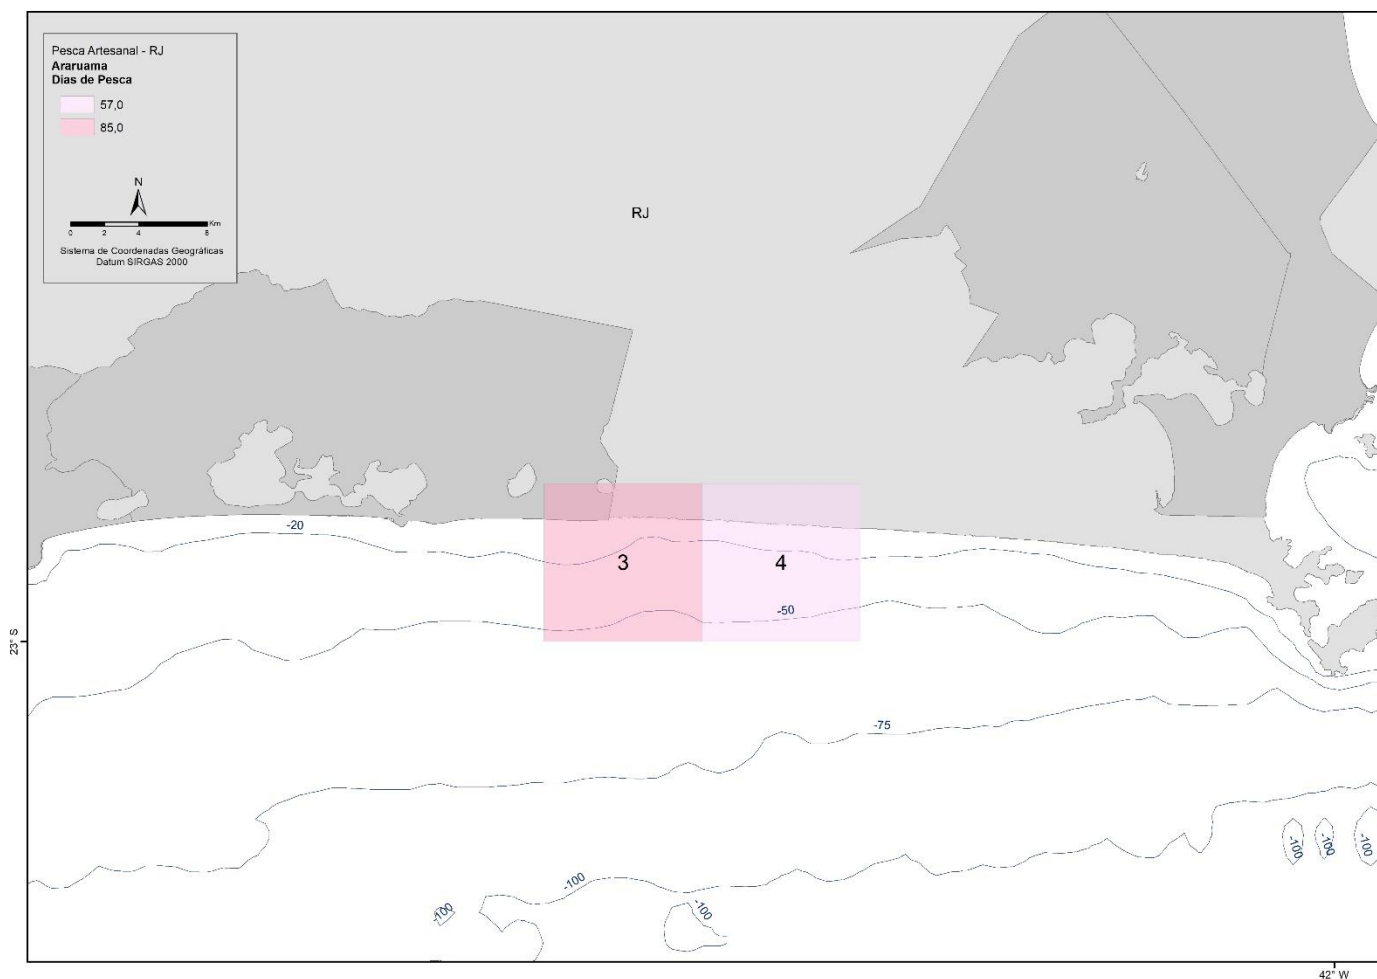 Pesca Artesanal - RJ
Araruama
Dias de Pesca
57,0
85,0
N
Km
0 2 4 8
Sistema de Coordenadas Geográficas
Datum SIRGAS 2000
RJ
-20
3
4
-50
23° S
-75
-100
-100
-100
-100
-100
-100
42° W